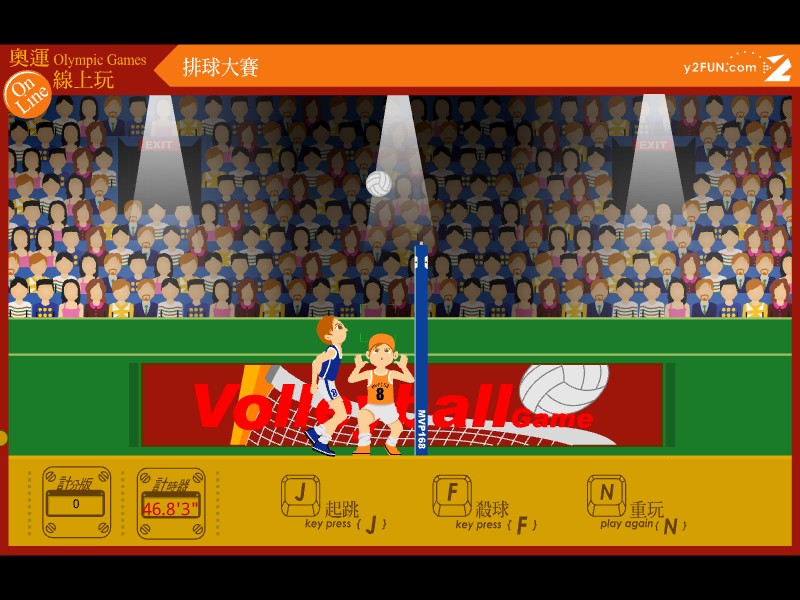 奧運 Olympic Games
線上玩
On
Line
排球大賽
y2FUN.com
EXIT
EXIT
Volleyball Game
8
MVP168
計分版
0
計時器
46.8'3"
J
起跳
key press { J }
F
殺球
key press { F }
N
重玩
play again { N }